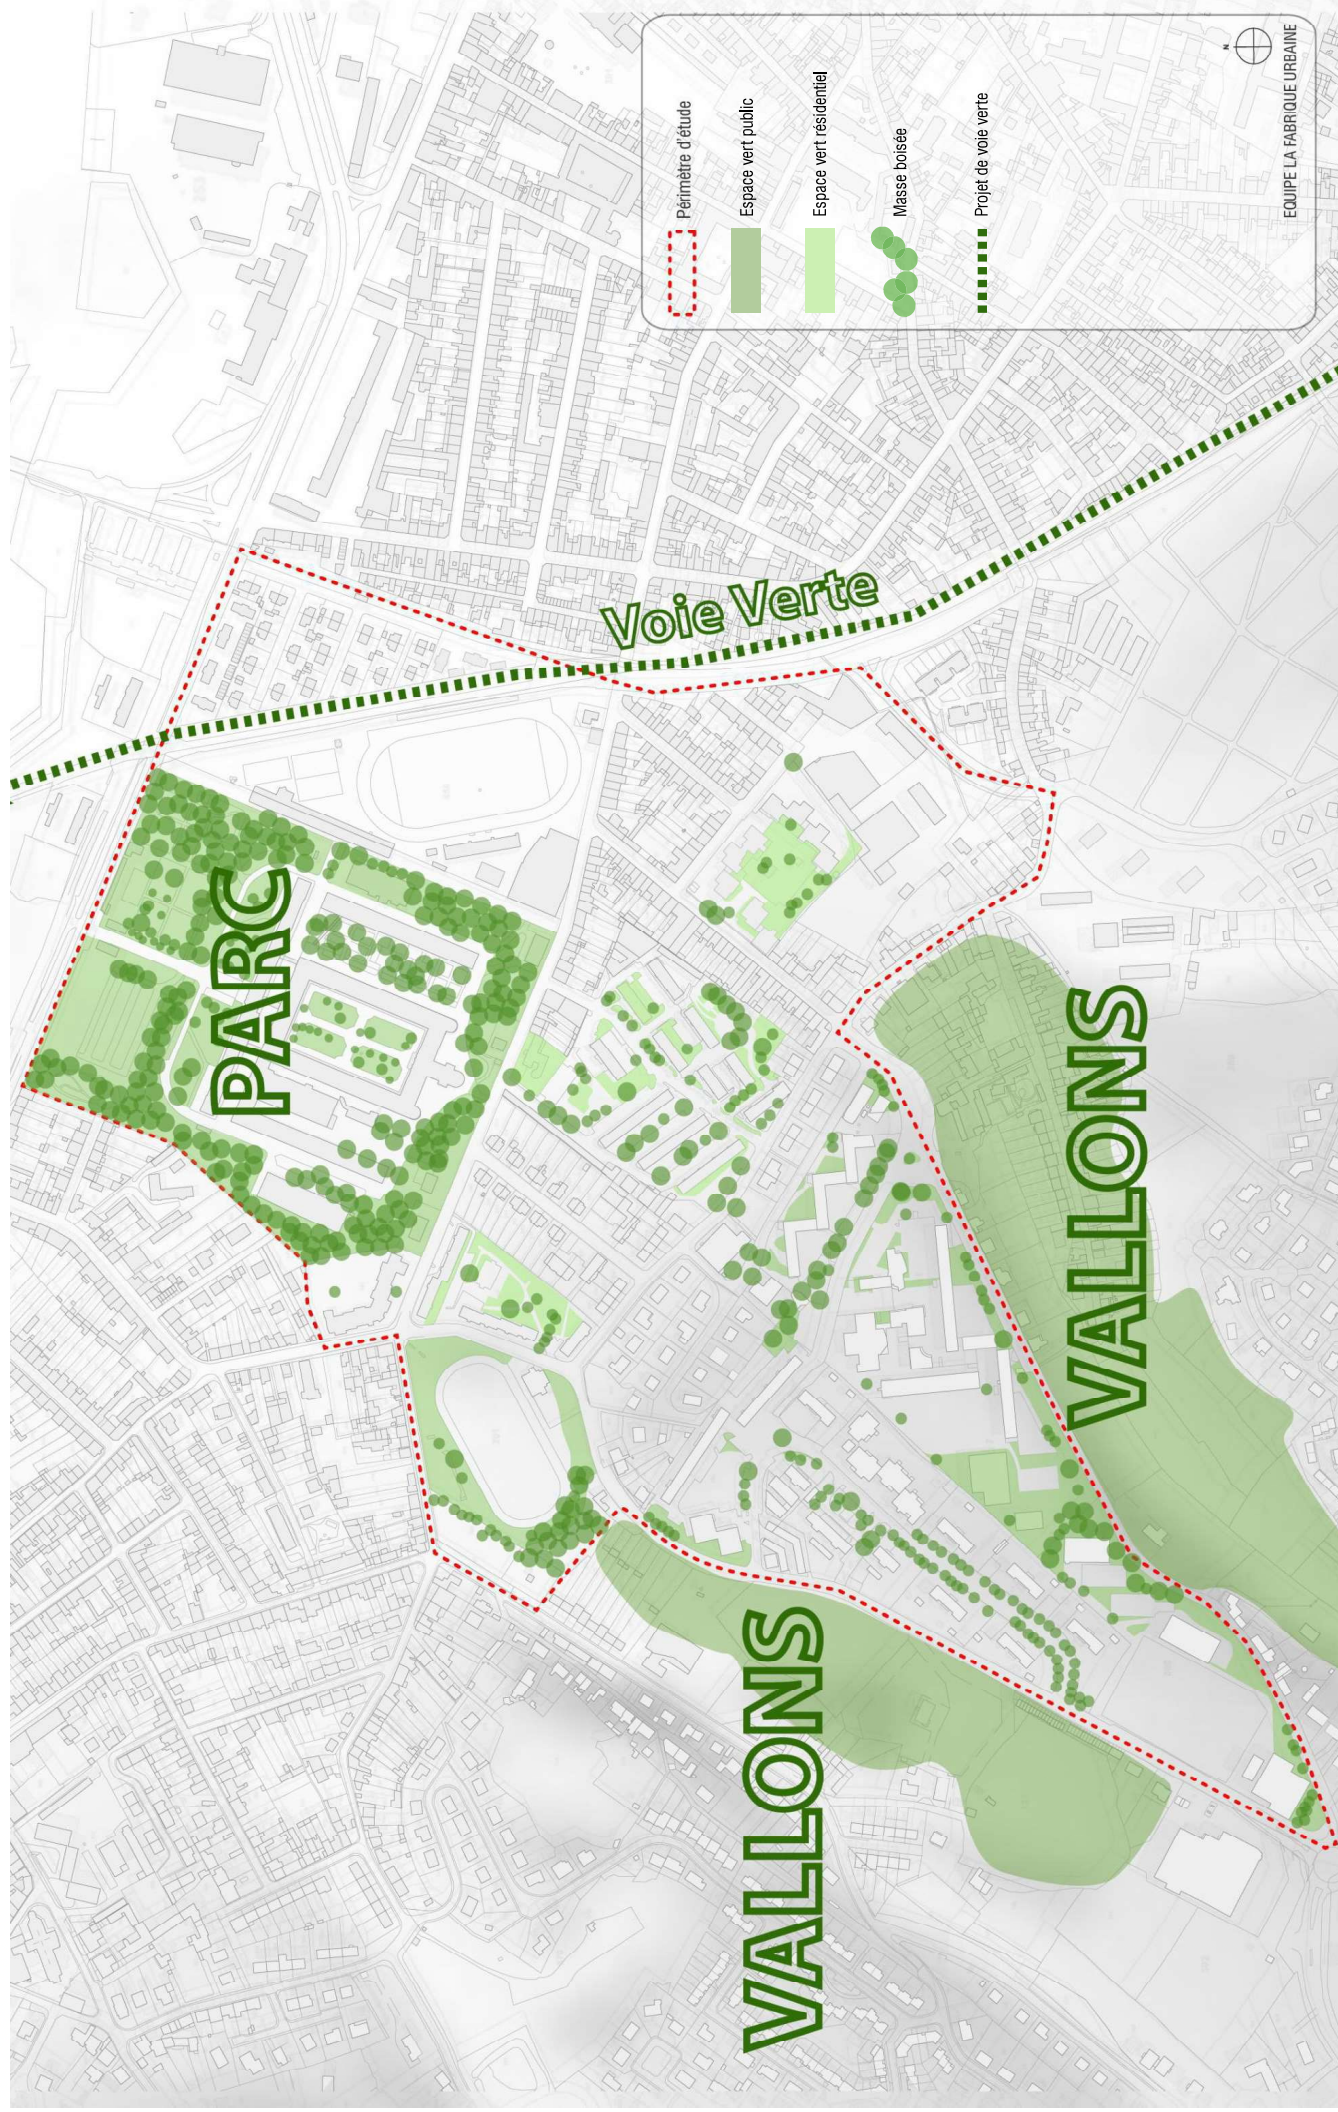 PARC
Voie Verte
VALLONS
VALLONS
Périmètre d'étude
Espace vert public
Espace vert résidentiel
Masse boisée
Projet de voie verte
N
EQUIPE LA FABRIQUE URBAINE